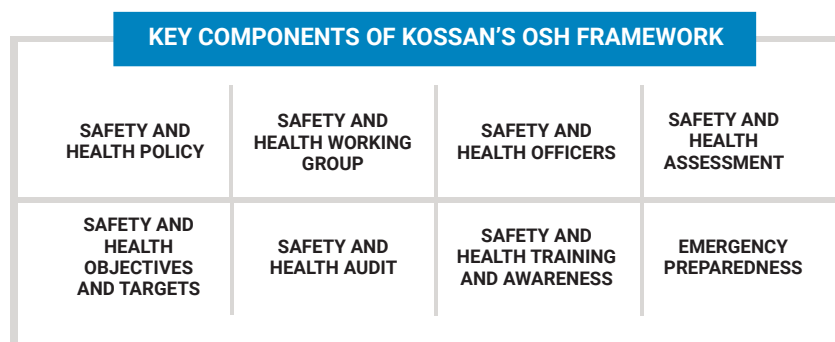 KEY COMPONENTS OF KOSSAN'S OSH FRAMEWORK
SAFETY AND
HEALTH POLICY
SAFETY AND
HEALTH WORKING
GROUP
SAFETY AND
HEALTH OFFICERS
SAFETY AND
HEALTH
ASSESSMENT
SAFETY AND
HEALTH
OBJECTIVES
AND TARGETS
SAFETY AND
HEALTH AUDIT
SAFETY AND
HEALTH TRAINING
AND AWARENESS
EMERGENCY
PREPAREDNESS